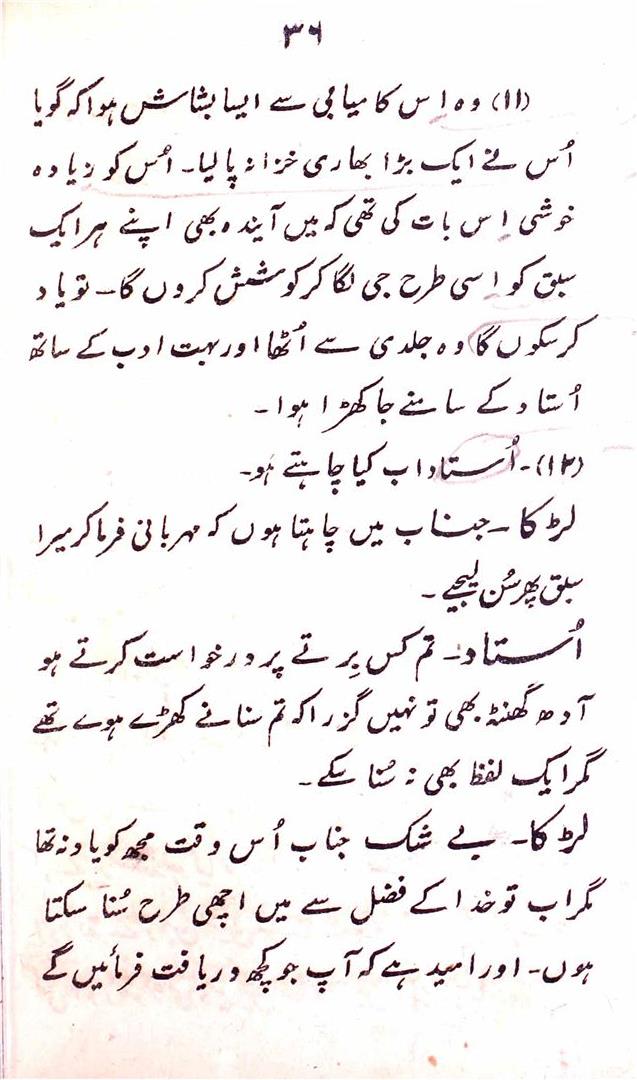 ۳۶
(۱۱) وہ اِس کامیابی سے ایسا بشاش ہوا کہ گویا
اُس نے ایک بڑا بھاری خزانہ پا لیا۔ اُس کو زیادہ
خوشی اِس بات کی تھی کہ میں آیندہ بھی اپنے ہر ایک
سبق کو اِسی طرح جی لگا کر کوشش کروں گا۔ تو یاد
کر سکوں گا وہ جلدی سے اُٹھا اور بہت ادب کے ساتھ
اُستاد کے سامنے جا کھڑا ہوا۔
(۱۲)۔ اُستاد اب کیا چاہتے ہو۔
لڑکا۔ جناب میں چاہتا ہوں کہ مہربانی فرما کر میرا
سبق پھر سُن لیجیے۔
اُستاد۔ تم کس بِرتے پر درخواست کرتے ہو
آدھ گھنٹہ بھی تو نہیں گزرا کہ تم سنانے کھڑے ہوے تھے
مگر ایک لفظ بھی نہ سُنا سکے۔
لڑکا۔ بے شک جناب اُس وقت مجھ کو یاد نہ تھا
مگر اب تو خدا کے فضل سے میں اچھی طرح سُنا سکتا
ہوں۔ اور امید ہے کہ آپ جو کچھ دریافت فرمائیں گے